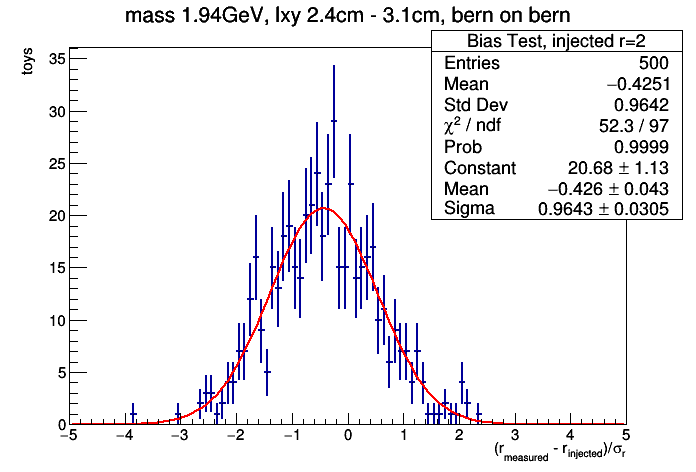 mass 1.94GeV, lxy 2.4cm - 3.1cm, bern on bern
Bias Test, injected r=2
Entries 500
Mean −0.4251
Std Dev 0.9642
χ² / ndf 52.3 / 97
Prob 0.9999
Constant 20.68 ± 1.13
Mean −0.426 ± 0.043
Sigma 0.9643 ± 0.0305
toys
35
30
25
20
15
10
5
0
−5 −4 −3 −2 −1 0 1 2 3 4 5
(r_measured - r_injected)/σ_r